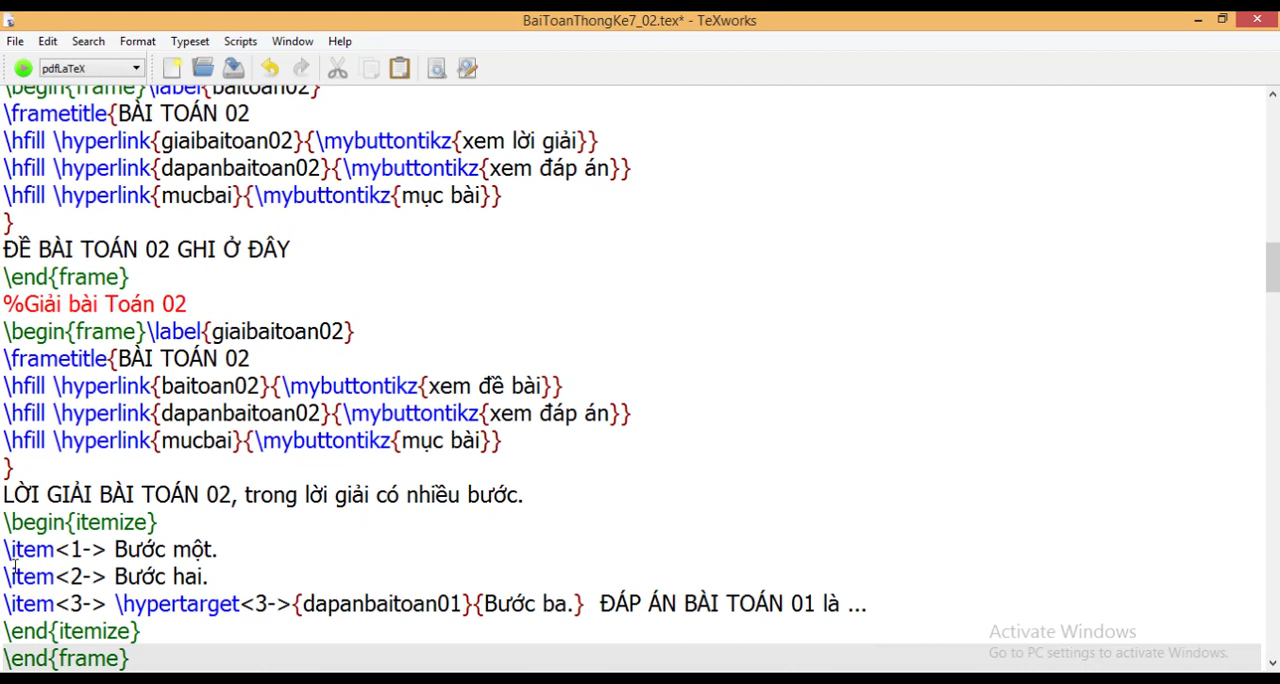 BaiToanThongKe7_02.tex* - TeXworks
File Edit Search Format Typeset Scripts Window Help
pdfLaTeX
\begin{frame}\label{baitoan02}
\frametitle{BÀI TOÁN 02
\hfill \hyperlink{giaibaitoan02}{\mybuttontikz{xem lời giải}}
\hfill \hyperlink{dapanbaitoan02}{\mybuttontikz{xem đáp án}}
\hfill \hyperlink{mucbai}{\mybuttontikz{mục bài}}
}
ĐỀ BÀI TOÁN 02 GHI Ở ĐÂY
\end{frame}
%Giải bài Toán 02
\begin{frame}\label{giaibaitoan02}
\frametitle{BÀI TOÁN 02
\hfill \hyperlink{baitoan02}{\mybuttontikz{xem đề bài}}
\hfill \hyperlink{dapanbaitoan02}{\mybuttontikz{xem đáp án}}
\hfill \hyperlink{mucbai}{\mybuttontikz{mục bài}}
}
LỜI GIẢI BÀI TOÁN 02, trong lời giải có nhiều bước.
\begin{itemize}
\item<1-> Bước một.
\item<2-> Bước hai.
\item<3-> \hypertarget<3->{dapanbaitoan01}{Bước ba.} ĐÁP ÁN BÀI TOÁN 01 là ...
\end{itemize}
\end{frame}
Activate Windows
Go to PC settings to activate Windows.